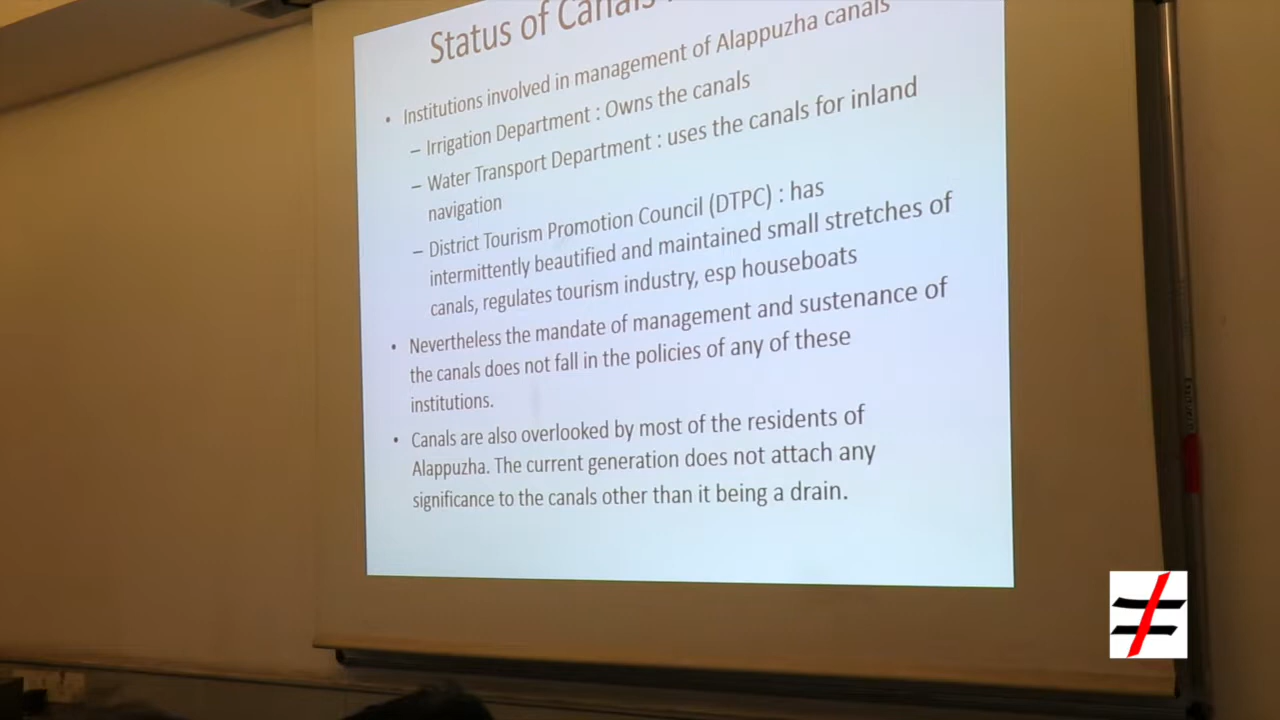 Status of Canals
• Institutions involved in management of Alappuzha canals
– Irrigation Department : Owns the canals
– Water Transport Department : uses the canals for inland
navigation
– District Tourism Promotion Council (DTPC) : has
intermittently beautified and maintained small stretches of
canals, regulates tourism industry, esp houseboats
• Nevertheless the mandate of management and sustenance of
the canals does not fall in the policies of any of these
institutions.
• Canals are also overlooked by most of the residents of
Alappuzha. The current generation does not attach any
significance to the canals other than it being a drain.